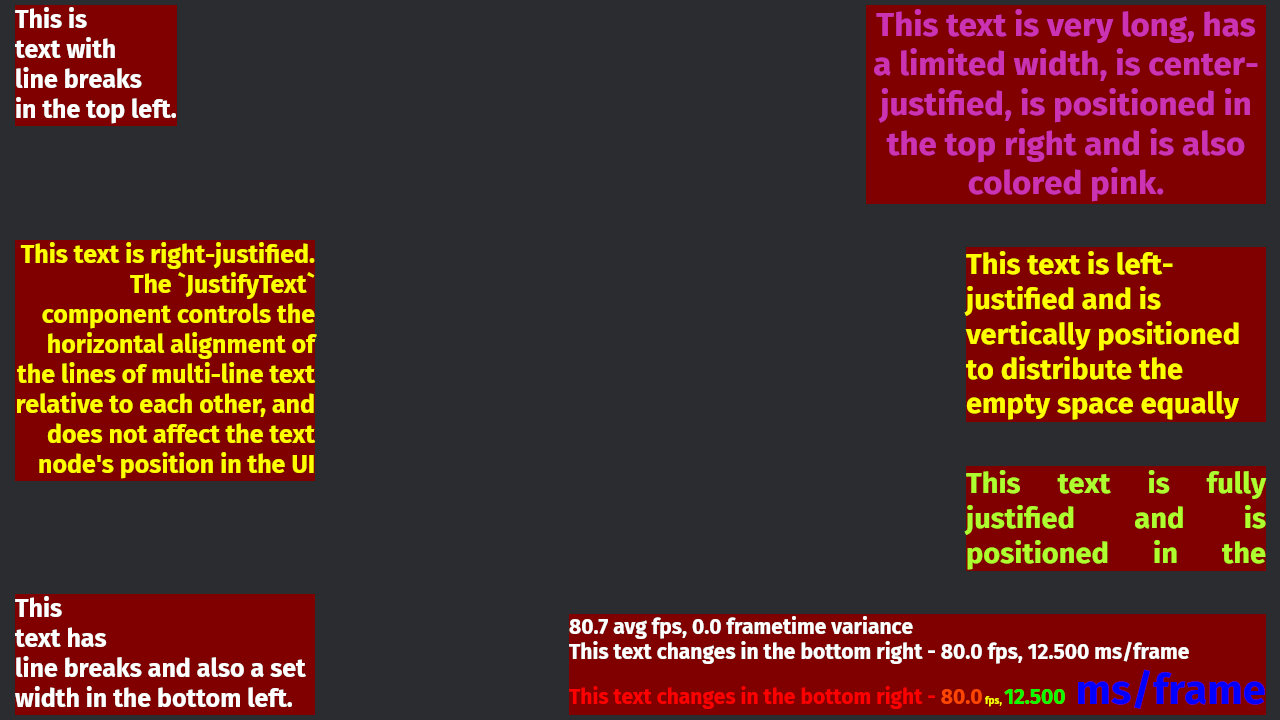 This is
text with
line breaks
in the top left.
This text is very long, has
a limited width, is center-
justified, is positioned in
the top right and is also
colored pink.
This text is right-justified.
The `JustifyText`
component controls the
horizontal alignment of
the lines of multi-line text
relative to each other, and
does not affect the text
node's position in the UI
This text is left-
justified and is
vertically positioned
to distribute the
empty space equally
This text is fully
justified and is
positioned in the
This
text has
line breaks and also a set
width in the bottom left.
80.7 avg fps, 0.0 frametime variance
This text changes in the bottom right - 80.0 fps, 12.500 ms/frame
This text changes in the bottom right - 80.0 fps, 12.500 ms/frame